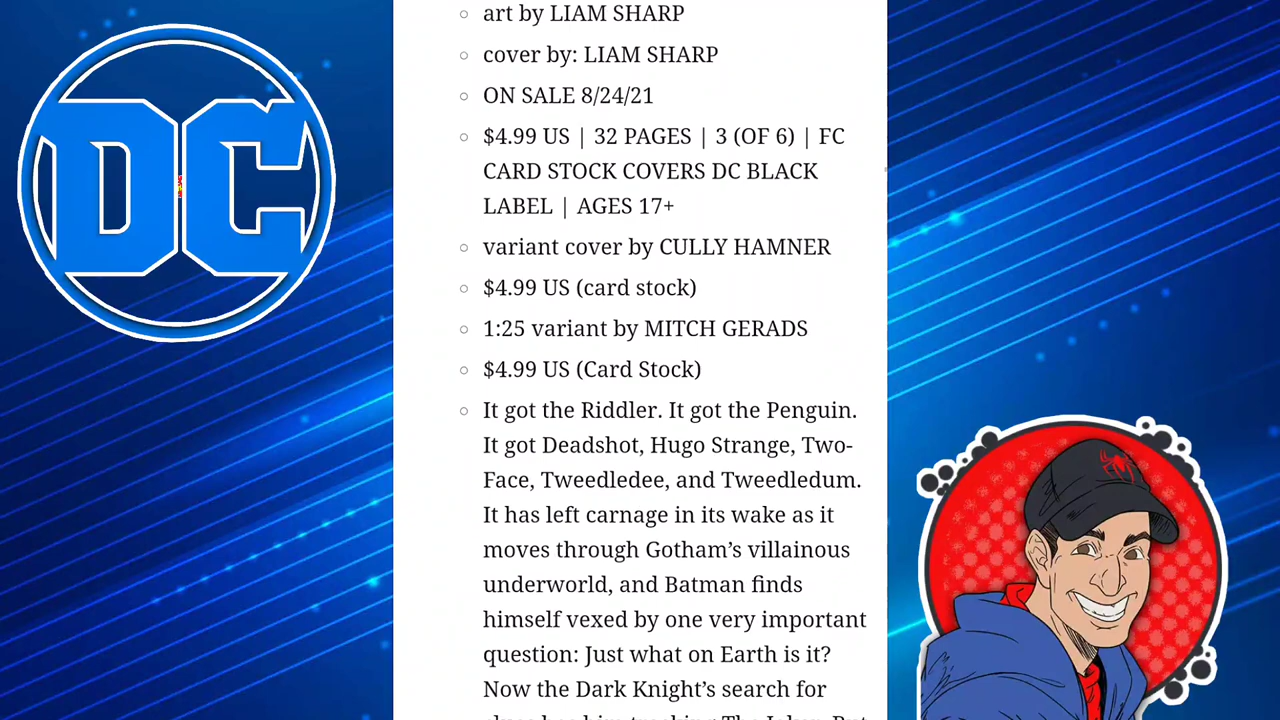 DC
art by LIAM SHARP
cover by: LIAM SHARP
ON SALE 8/24/21
$4.99 US | 32 PAGES | 3 (OF 6) | FC
CARD STOCK COVERS DC BLACK
LABEL | AGES 17+
variant cover by CULLY HAMNER
$4.99 US (card stock)
1:25 variant by MITCH GERADS
$4.99 US (Card Stock)
It got the Riddler. It got the Penguin.
It got Deadshot, Hugo Strange, Two-
Face, Tweedledee, and Tweedledum.
It has left carnage in its wake as it
moves through Gotham’s villainous
underworld, and Batman finds
himself vexed by one very important
question: Just what on Earth is it?
Now the Dark Knight’s search for